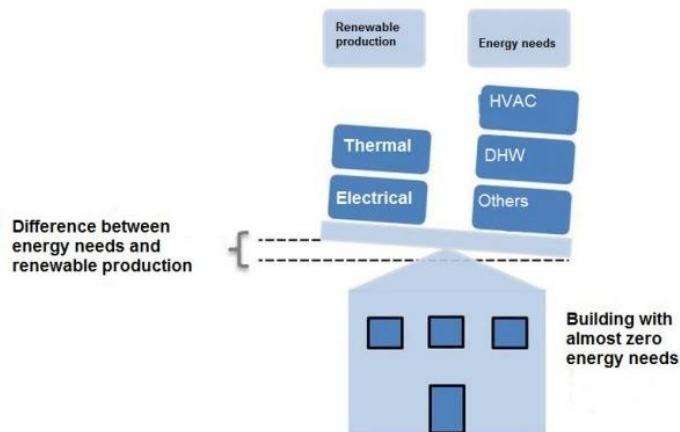 Renewable
production
Energy needs
HVAC
Thermal
DHW
Electrical
Others
Difference between
energy needs and
renewable production
Building with
almost zero
energy needs